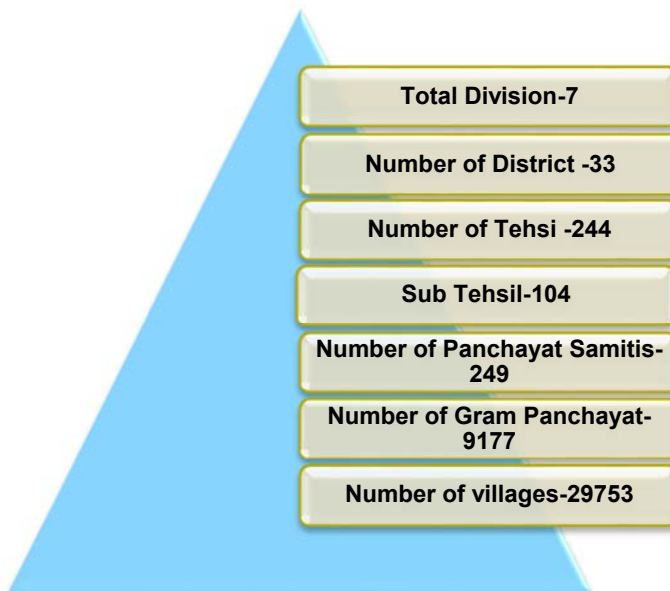 Total Division-7
Number of District -33
Number of Tehsi -244
Sub Tehsil-104
Number of Panchayat Samitis-
249
Number of Gram Panchayat-
9177
Number of villages-29753